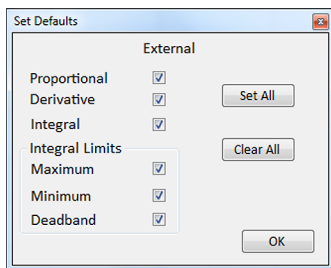 Set Defaults
External
Proportional
Derivative
Set All
Integral
Integral Limits
Clear All
Maximum
Minimum
Deadband
OK